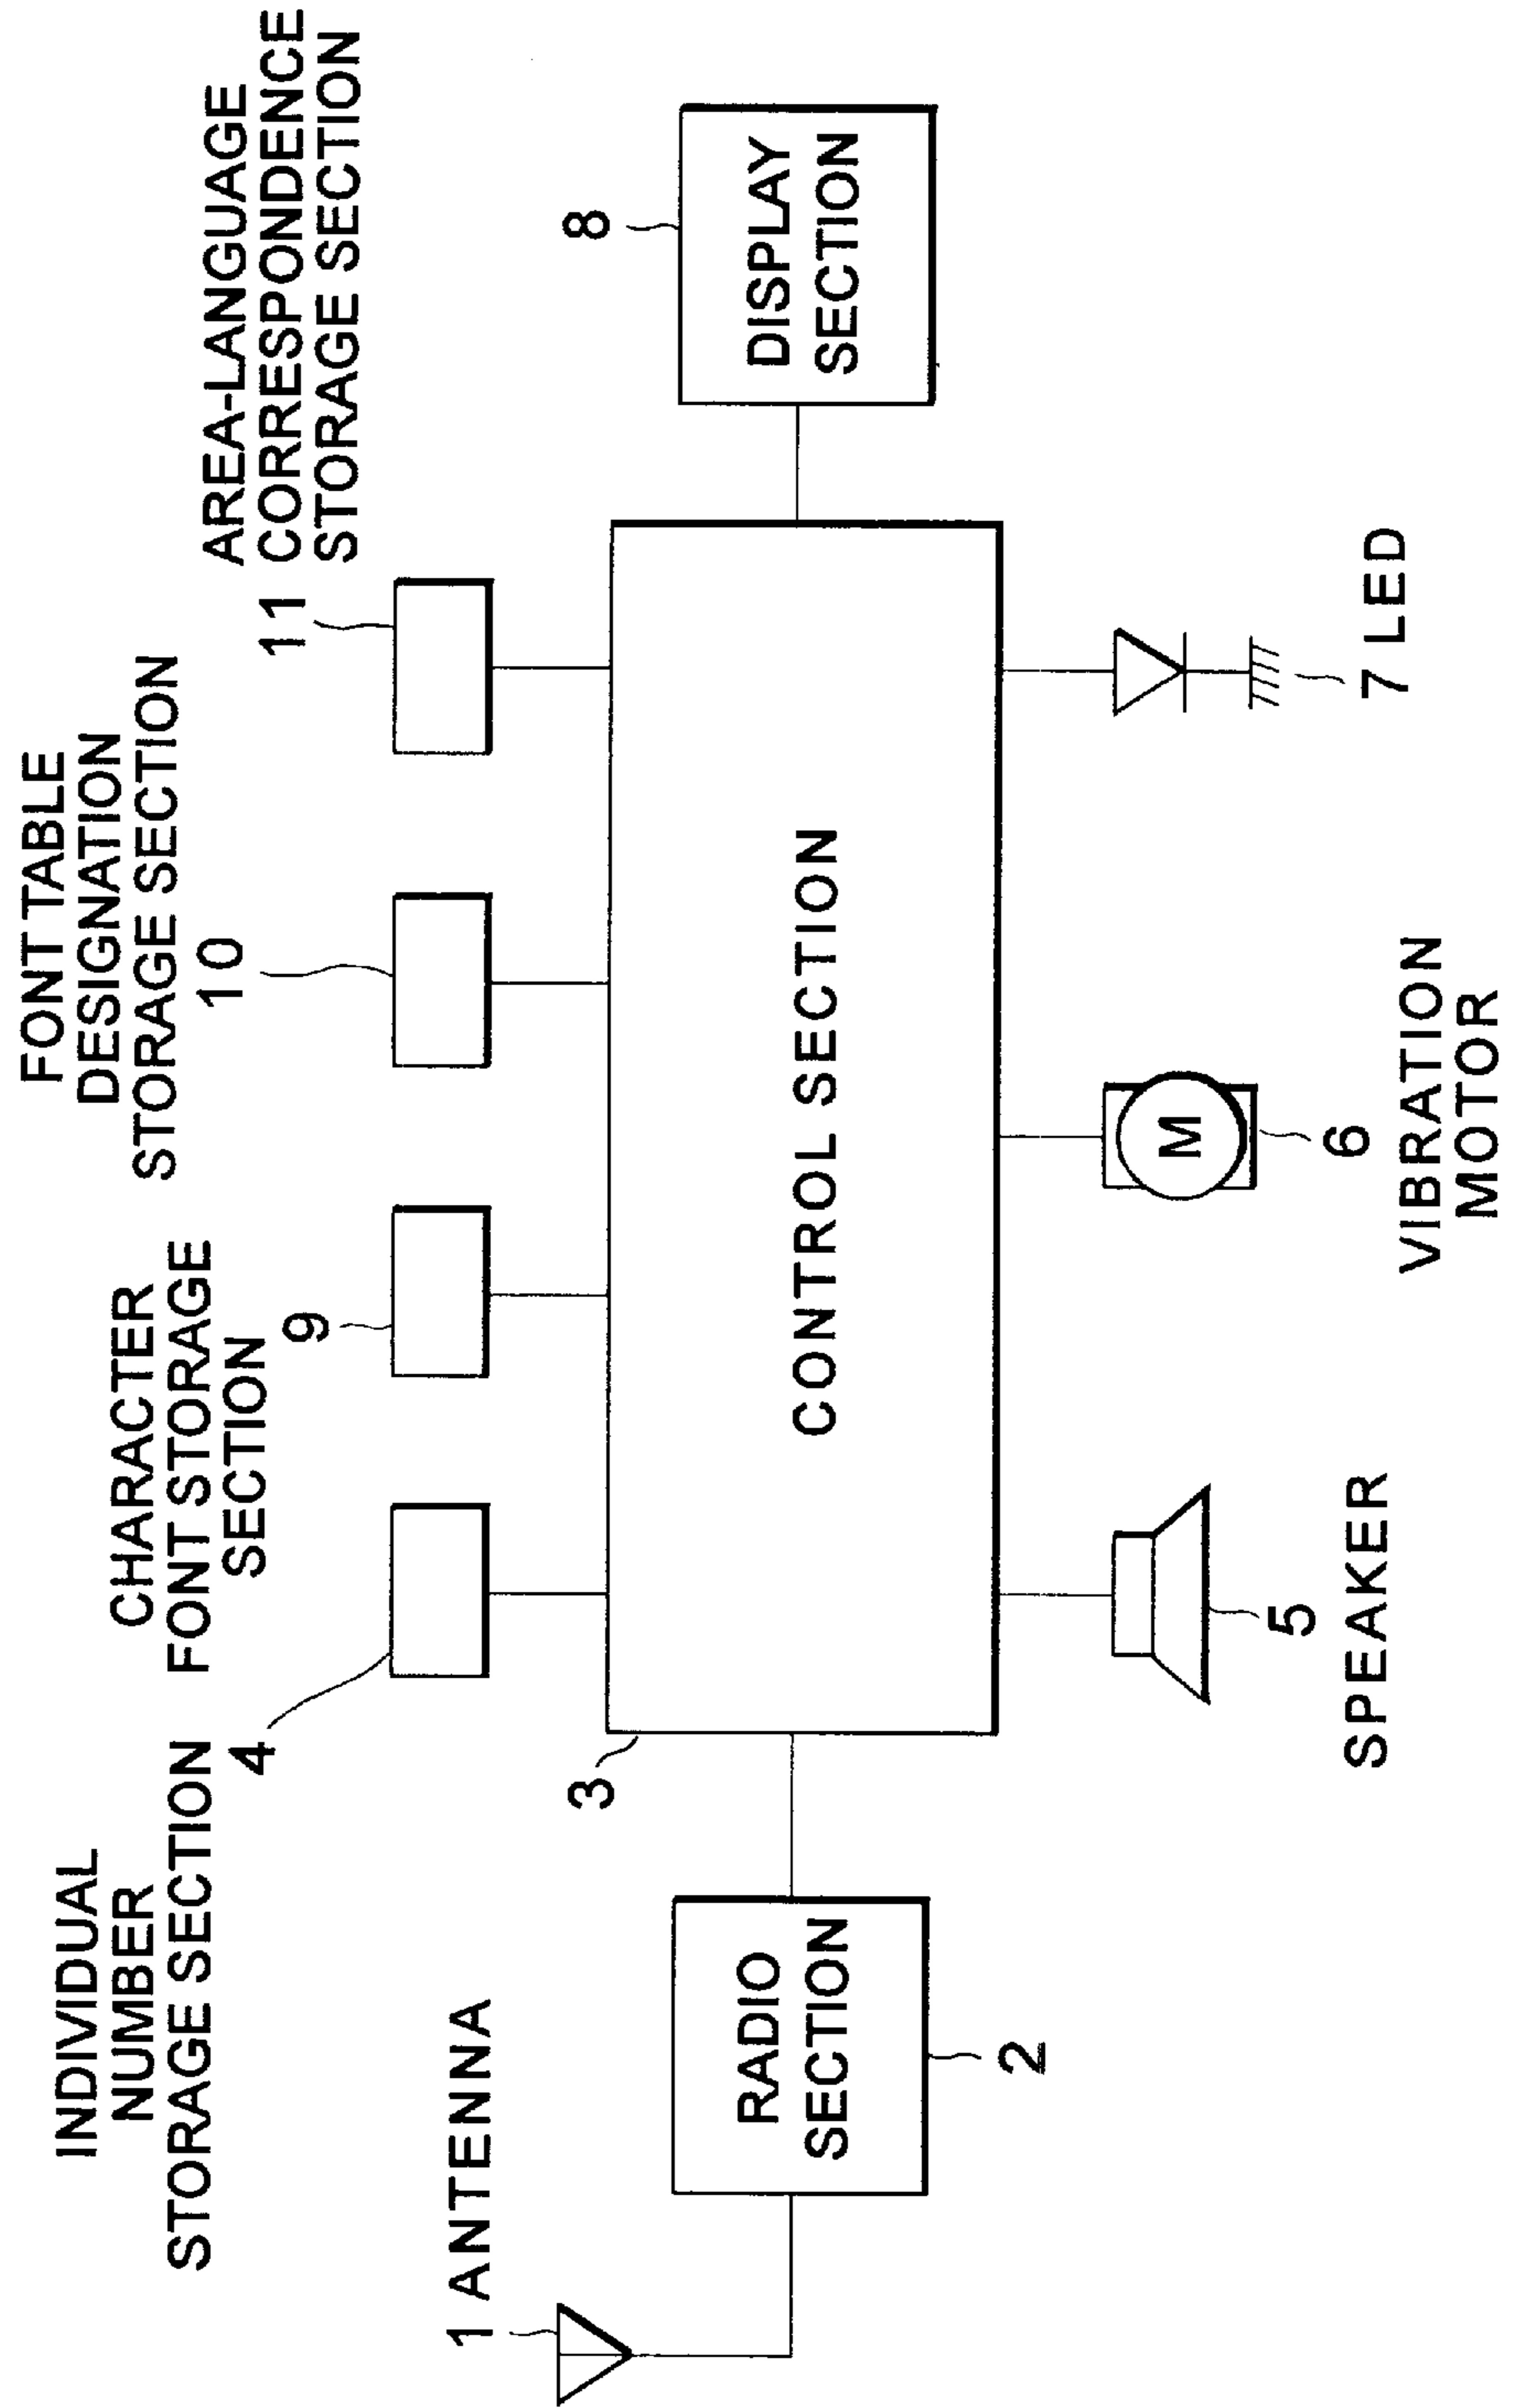 INDIVIDUAL
NUMBER
STORAGE SECTION
4
CHARACTER
FONT STORAGE
SECTION
9
FONT TABLE
DESIGNATION
STORAGE SECTION
10
AREA-LANGUAGE
11 CORRESPONDENCE
STORAGE SECTION
1 ANTENNA
RADIO
SECTION
2
3
CONTROL SECTION
8
DISPLAY
SECTION
5
SPEAKER
M
6
VIBRATION
MOTOR
7 LED